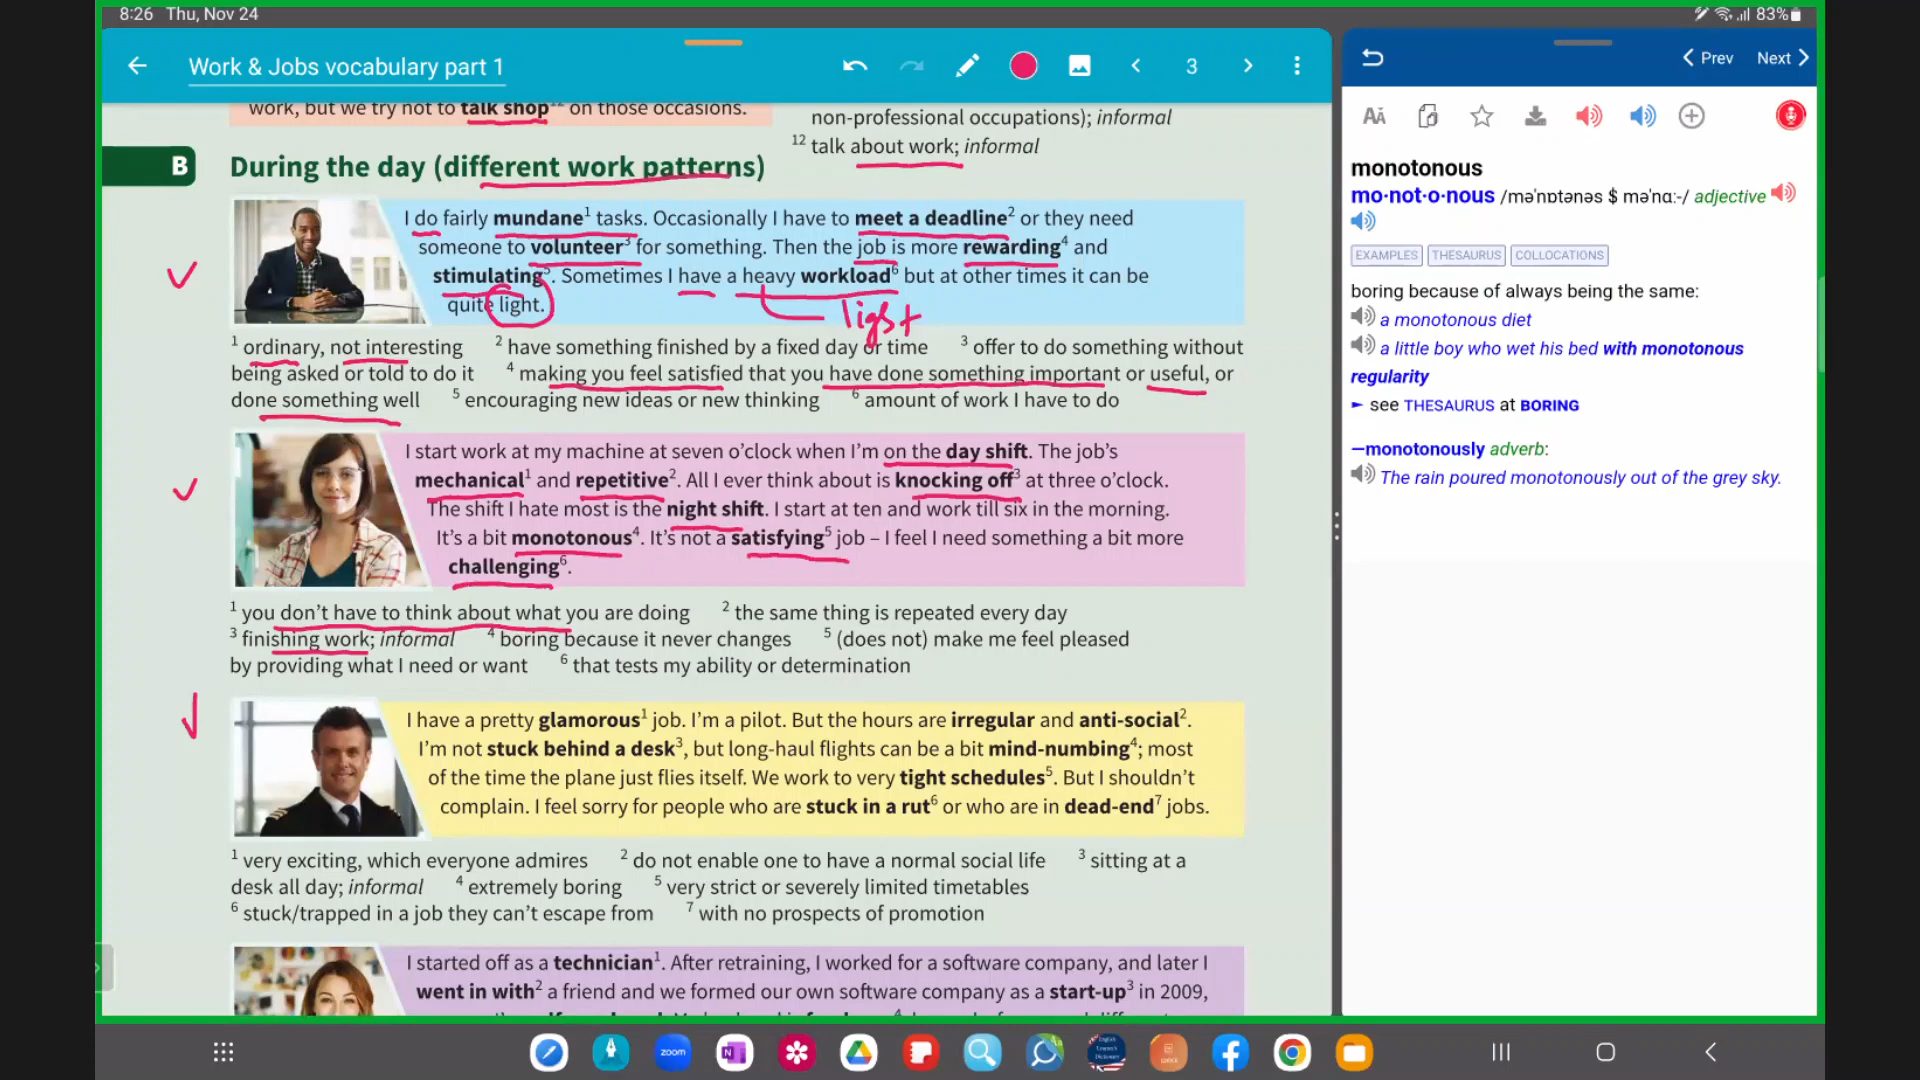 8:26 Thu, Nov 24
83%
Work & Jobs vocabulary part 1
3
work, but we try not to talk shop12 on those occasions.
non-professional occupations); informal
12 talk about work; informal
B During the day (different work patterns)
I do fairly mundane1 tasks. Occasionally I have to meet a deadline2 or they need
someone to volunteer3 for something. Then the job is more rewarding4 and
stimulating5. Sometimes I have a heavy workload6 but at other times it can be
quite light.
light
1 ordinary, not interesting 2 have something finished by a fixed day or time 3 offer to do something without
being asked or told to do it 4 making you feel satisfied that you have done something important or useful, or
done something well 5 encouraging new ideas or new thinking 6 amount of work I have to do
I start work at my machine at seven o’clock when I’m on the day shift. The job’s
mechanical1 and repetitive2. All I ever think about is knocking off3 at three o’clock.
The shift I hate most is the night shift. I start at ten and work till six in the morning.
It’s a bit monotonous4. It’s not a satisfying5 job – I feel I need something a bit more
challenging6.
1 you don’t have to think about what you are doing 2 the same thing is repeated every day
3 finishing work; informal 4 boring because it never changes 5 (does not) make me feel pleased
by providing what I need or want 6 that tests my ability or determination
I have a pretty glamorous1 job. I’m a pilot. But the hours are irregular and anti-social2.
I’m not stuck behind a desk3, but long-haul flights can be a bit mind-numbing4; most
of the time the plane just flies itself. We work to very tight schedules5. But I shouldn’t
complain. I feel sorry for people who are stuck in a rut6 or who are in dead-end7 jobs.
1 very exciting, which everyone admires 2 do not enable one to have a normal social life 3 sitting at a
desk all day; informal 4 extremely boring 5 very strict or severely limited timetables
6 stuck/trapped in a job they can’t escape from 7 with no prospects of promotion
I started off as a technician1. After retraining, I worked for a software company, and later I
went in with2 a friend and we formed our own software company as a start-up3 in 2009,
Prev Next
monotonous
mo·not·o·nous /məˈnɒtənəs $ məˈnɑː-/ adjective
EXAMPLES THESAURUS COLLOCATIONS
boring because of always being the same:
a monotonous diet
a little boy who wet his bed with monotonous
regularity
► see THESAURUS at BORING
—monotonously adverb:
The rain poured monotonously out of the grey sky.
zoom